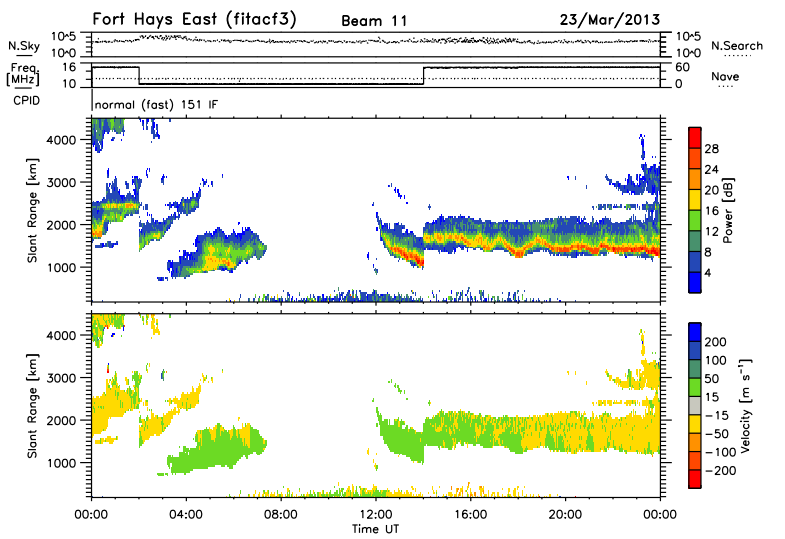 Fort Hays East (fitacf3) Beam 11 23/Mar/2013
N.Sky 10^5 10^0 10^5 10^0 N.Search
Freq. [MHz] 16 10 60 0 Nave
CPID normal (fast) 151 IF
Slant Range [km] 4000 3000 2000 1000
Power [dB] 28 24 20 16 12 8 4
Slant Range [km] 4000 3000 2000 1000
Velocity [m s⁻¹] 200 100 50 15 −15 −50 −100 −200
00:00 04:00 08:00 12:00 16:00 20:00 00:00
Time UT